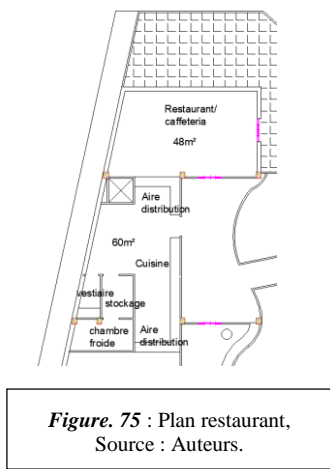 Restaurant/
caffeteria
48m²
Aire
distribution
60m²
Cuisine
vestiaire
stockage
chambre
froide
Aire
distribution
Figure. 75 : Plan restaurant,
Source : Auteurs.